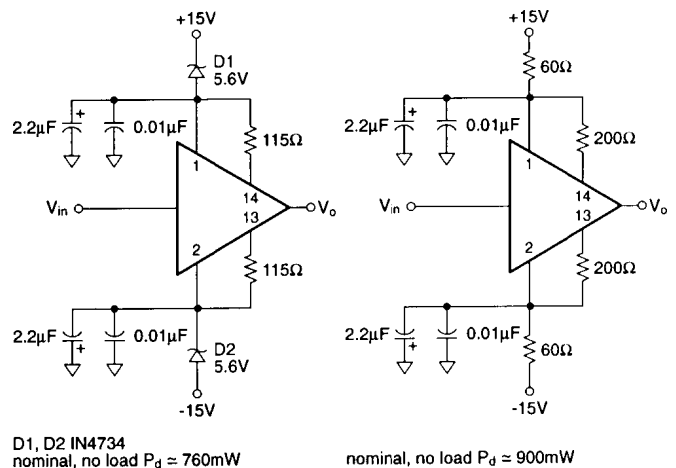 +15V
D1
5.6V
2.2µF
+
0.01µF
115Ω
1
14
Vin
Vo
13
2
115Ω
2.2µF
+
0.01µF
D2
5.6V
-15V
D1, D2 IN4734
nominal, no load Pd ≃ 760mW
+15V
60Ω
2.2µF
+
0.01µF
200Ω
1
14
Vin
Vo
13
2
200Ω
2.2µF
+
0.01µF
60Ω
-15V
nominal, no load Pd ≃ 900mW